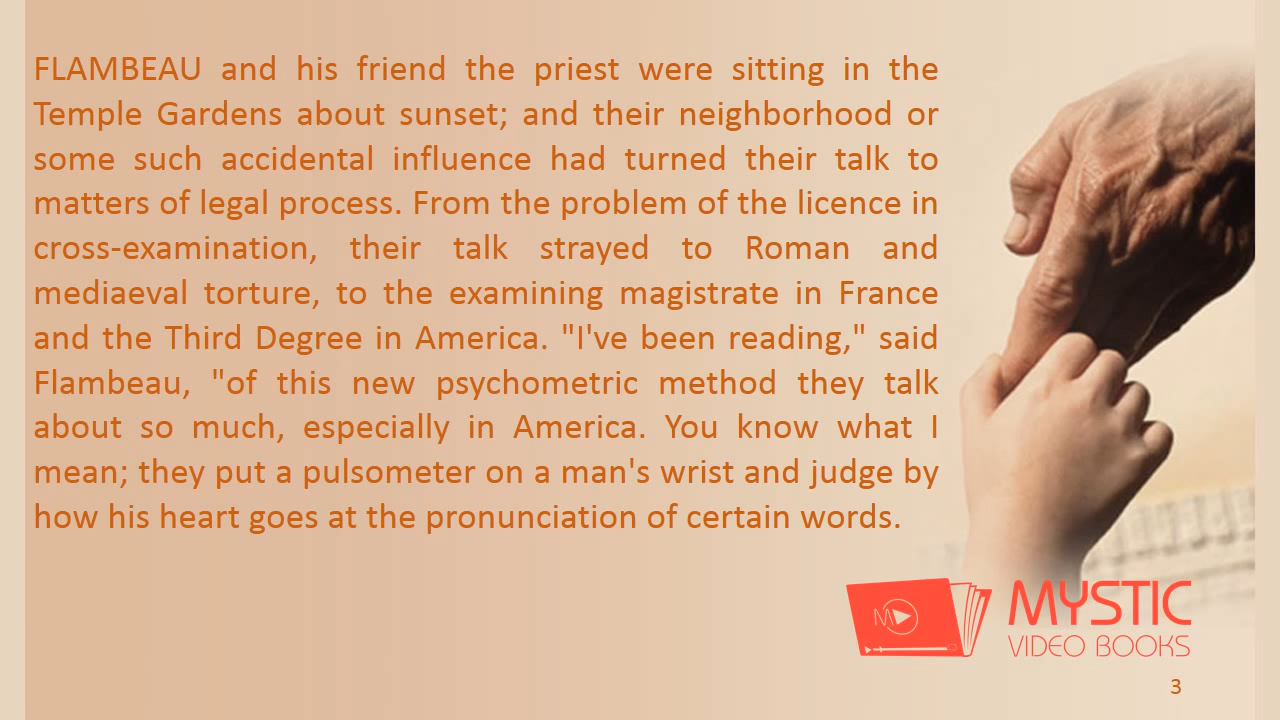 FLAMBEAU and his friend the priest were sitting in the
Temple Gardens about sunset; and their neighborhood or
some such accidental influence had turned their talk to
matters of legal process. From the problem of the licence in
cross-examination, their talk strayed to Roman and
mediaeval torture, to the examining magistrate in France
and the Third Degree in America. "I've been reading," said
Flambeau, "of this new psychometric method they talk
about so much, especially in America. You know what I
mean; they put a pulsometer on a man's wrist and judge by
how his heart goes at the pronunciation of certain words.
M
MYSTIC
VIDEO BOOKS
3